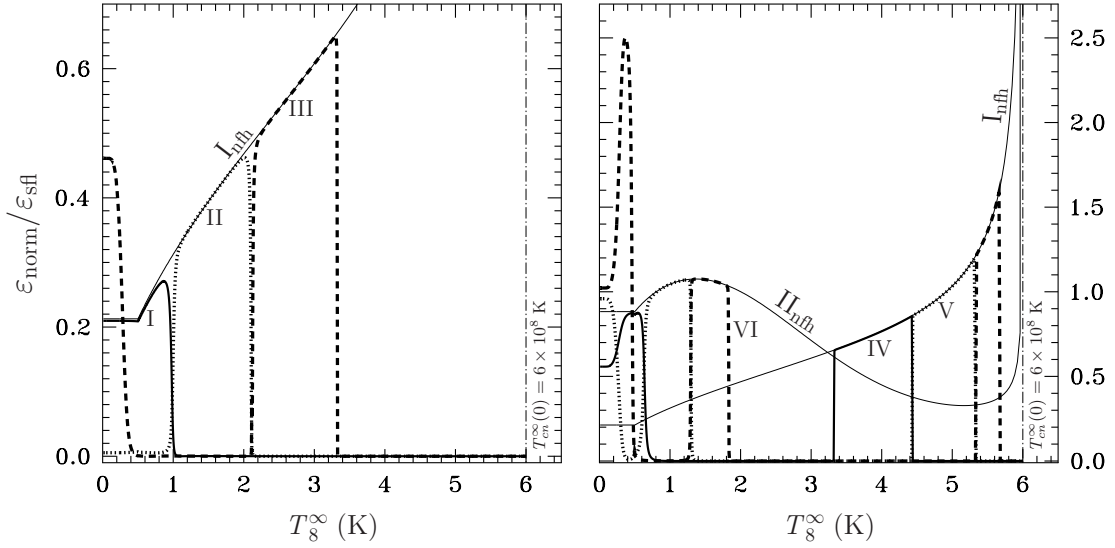 0.6
0.4
0.2
0.0
ε_norm/ε_sfl
I_nfh
III
II
I
T_cn^∞(0) = 6 × 10^8 K
0 1 2 3 4 5 6
T_8^∞ (K)
2.5
2.0
1.5
1.0
0.5
0.0
I_nfh
II_nfh
VI
IV
V
T_cn^∞(0) = 6 × 10^8 K
0 1 2 3 4 5 6
T_8^∞ (K)